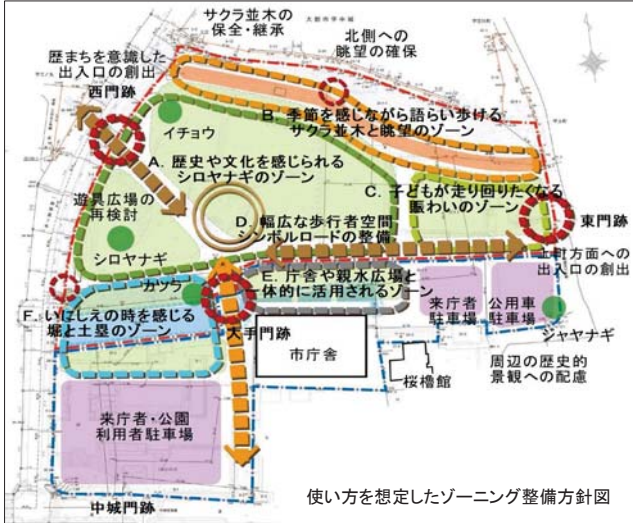 サクラ並木の
保全・継承
大館市字中城
北側への
眺望の確保
歴まちを意識した
出入口の創出
西門跡
イチョウ
B. 季節を感じながら語らい歩ける
サクラ並木と眺望のゾーン
A. 歴史や文化を感じられる
シロヤナギのゾーン
C. 子どもが走り回りたくなる
賑わいのゾーン
遊具広場の
再検討
D. 幅広な歩行者空間
シンボルロードの整備
東門跡
シロヤナギ
上町方面への
出入口の創出
カツラ
E. 庁舎や親水広場と
一体的に活用されるゾーン
F. いにしえの時を感じる
堀と土塁のゾーン
大手門跡
来庁者
駐車場
公用車
駐車場
ジャヤナギ
市庁舎
桜櫓館
周辺の歴史的
景観への配慮
来庁者・公園
利用者駐車場
中城門跡
使い方を想定したゾーニング整備方針図